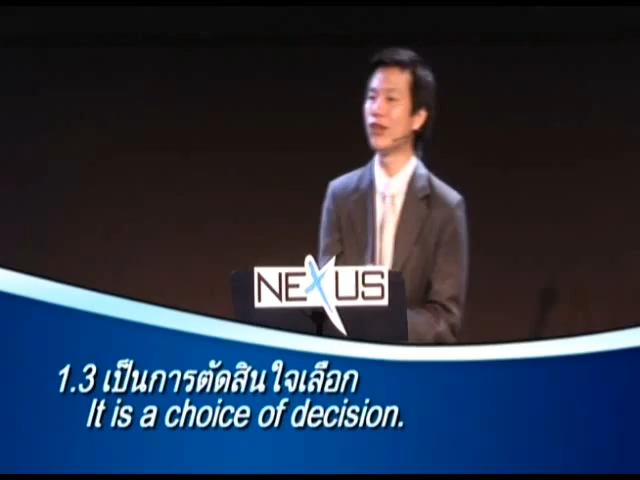 NEXUS
1.3 เป็นการตัดสินใจเลือก
It is a choice of decision.